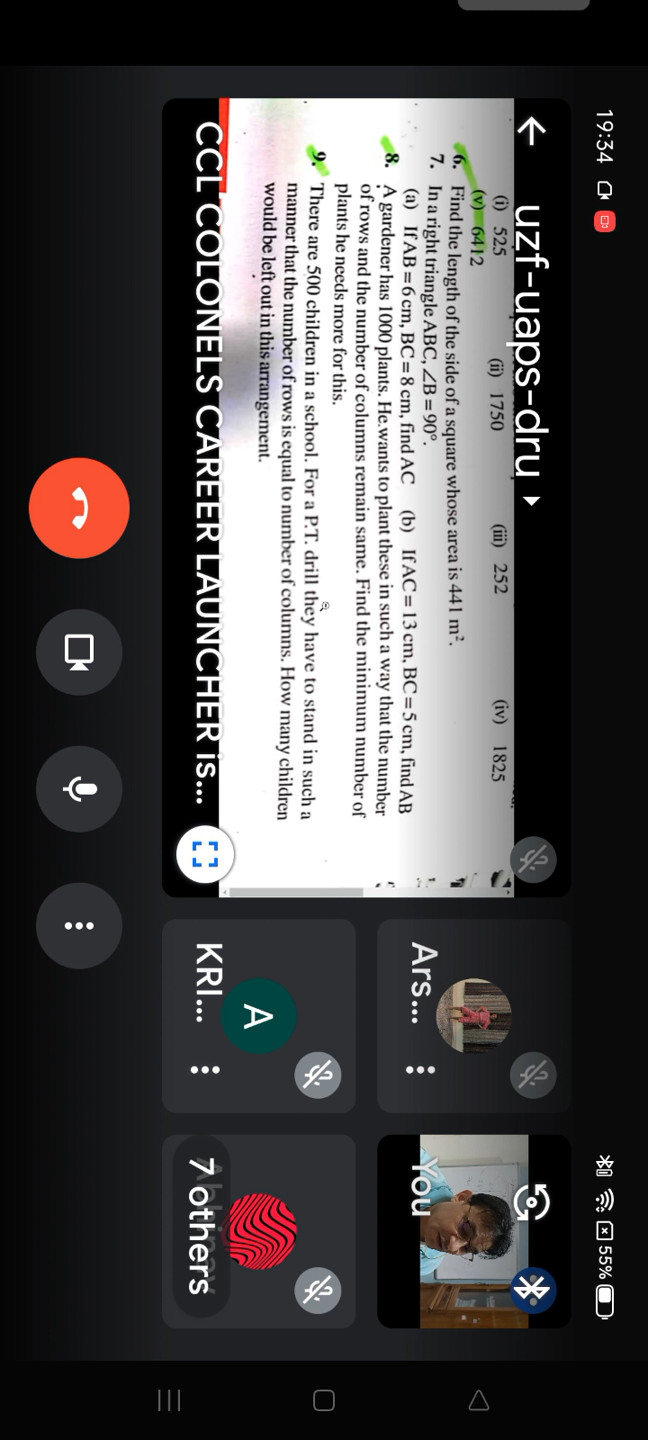 19:34
55%
uzf-uaps-dru
(i) 525 (ii) 1750 (iii) 252 (iv) 1825
(v) 6412
6. Find the length of the side of a square whose area is 441 m².
7. In a right triangle ABC, ∠B = 90°.
(a) If AB = 6 cm, BC = 8 cm, find AC (b) If AC = 13 cm, BC = 5 cm, find AB
8. A gardener has 1000 plants. He wants to plant these in such a way that the number
of rows and the number of columns remain same. Find the minimum number of
plants he needs more for this.
9. There are 500 children in a school. For a P.T. drill they have to stand in such a
manner that the number of rows is equal to number of columns. How many children
would be left out in this arrangement.
CCL COLONELS CAREER LAUNCHER is...
Ars...
You
KRI...
A
7 others